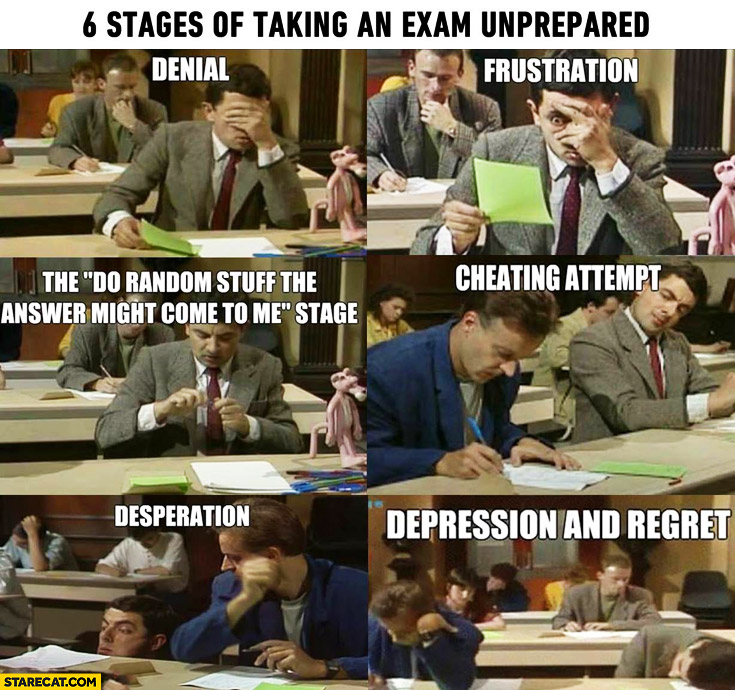 6 STAGES OF TAKING AN EXAM UNPREPARED
DENIAL
FRUSTRATION
THE "DO RANDOM STUFF THE
ANSWER MIGHT COME TO ME" STAGE
CHEATING ATTEMPT
DESPERATION
DEPRESSION AND REGRET
STARECAT.COM